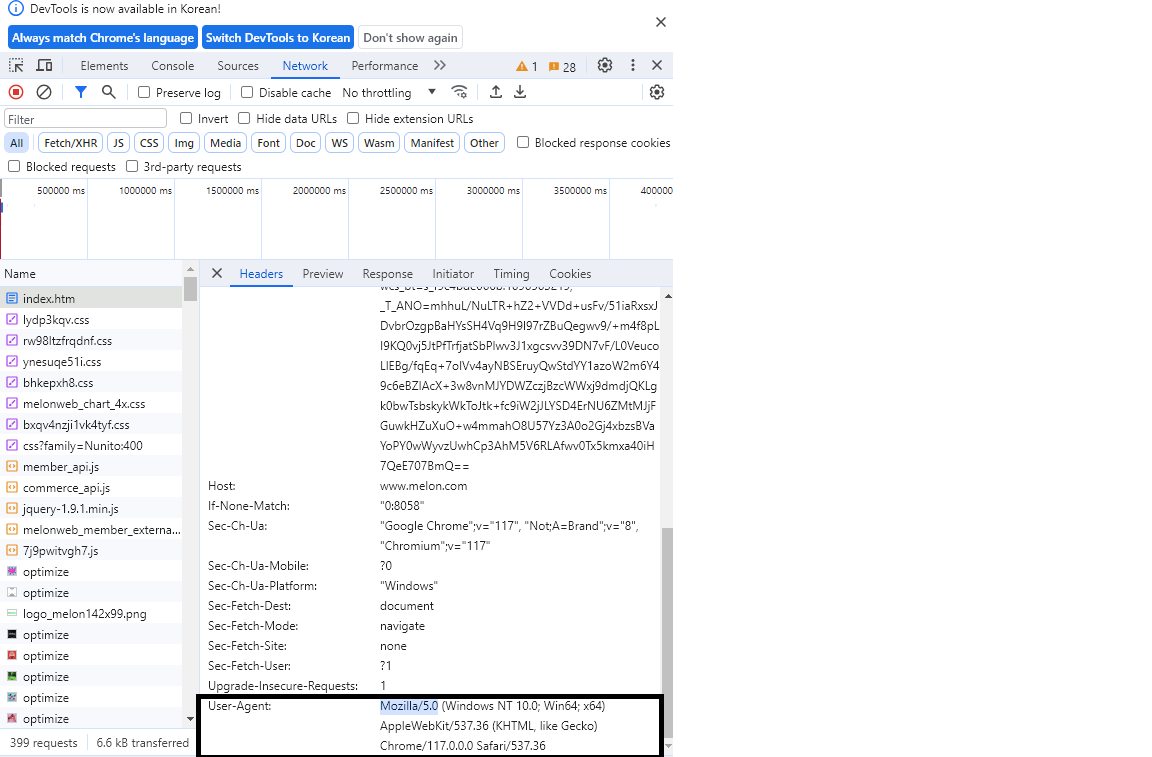 DevTools is now available in Korean!
Always match Chrome's language Switch DevTools to Korean Don't show again
Elements Console Sources Network Performance 1 28
Preserve log Disable cache No throttling
Filter Invert Hide data URLs Hide extension URLs
All Fetch/XHR JS CSS Img Media Font Doc WS Wasm Manifest Other Blocked response cookies
Blocked requests 3rd-party requests
500000 ms 1000000 ms 1500000 ms 2000000 ms 2500000 ms 3000000 ms 3500000 ms 400000
Name
index.htm
lydp3kqv.css
rw98ltzfrqdnf.css
ynesuqe51i.css
bhkepxh8.css
melonweb_chart_4x.css
bxqv4nzji1vk4tyf.css
css?family=Nunito:400
member_api.js
commerce_api.js
jquery-1.9.1.min.js
melonweb_member_externa...
7j9pwitvgh7.js
optimize
optimize
logo_melon142x99.png
optimize
optimize
optimize
optimize
optimize
399 requests 6.6 kB transferred
Headers Preview Response Initiator Timing Cookies
_T_ANO=mhhuL/NuLTR+hZ2+VVDd+usFv/51iaRxsxJ
DvbrOzgpBaHYsSH4Vq9H9I97rZBuQegwv9/+m4f8pL
I9KQ0vj5JtPfTrfjatSbPlwv3J1xgcsvv39DN7vF/L0Veuco
LIEBg/fqEq+7oIVv4ayNBSEruyQwStdYY1azoW2m6Y4
9c6eBZlAcX+3w8vnMJYDWZczjBzcWWxj9dmdjQKLg
k0bwTsbskykWkToJtk+fc9iW2jJLYSD4ErNU6ZMtMJjF
GuwkHZuXuO+w4mmahO8U57Yz3A0o2Gj4xbzsBVa
YoPY0wWyvzUwhCp3AhM5V6RLAfwv0Tx5kmxa40iH
7QeE707BmQ==
Host: www.melon.com
If-None-Match: "0:8058"
Sec-Ch-Ua: "Google Chrome";v="117", "Not;A=Brand";v="8",
"Chromium";v="117"
Sec-Ch-Ua-Mobile: ?0
Sec-Ch-Ua-Platform: "Windows"
Sec-Fetch-Dest: document
Sec-Fetch-Mode: navigate
Sec-Fetch-Site: none
Sec-Fetch-User: ?1
Upgrade-Insecure-Requests: 1
User-Agent: Mozilla/5.0 (Windows NT 10.0; Win64; x64)
AppleWebKit/537.36 (KHTML, like Gecko)
Chrome/117.0.0.0 Safari/537.36